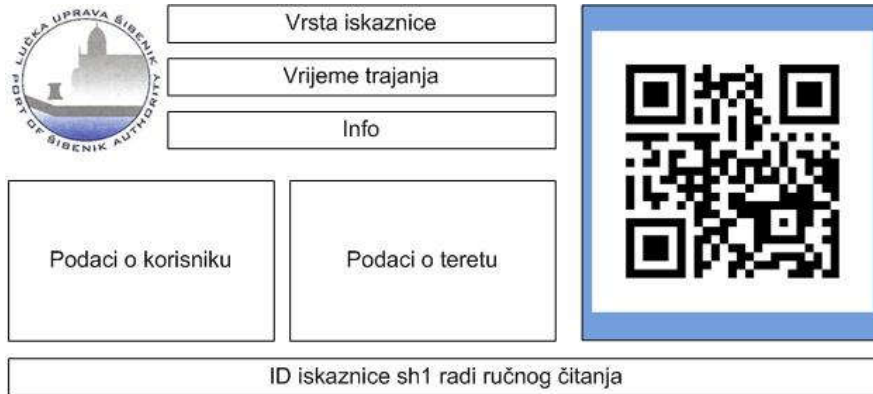 LUČKA UPRAVA ŠIBENIK
PORT OF ŠIBENIK AUTHORITY
Vrsta iskaznice
Vrijeme trajanja
Info
Podaci o korisniku
Podaci o teretu
ID iskaznice sh1 radi ručnog čitanja